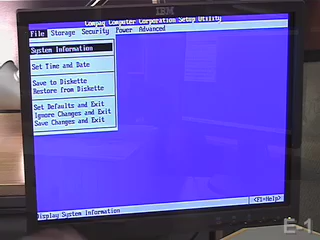 Compaq Computer Corporation Setup Utility
IBM
File Storage Security Power Advanced
System Information
Set Time and Date
Save to Diskette
Restore from Diskette
Set Defaults and Exit
Ignore Changes and Exit
Save Changes and Exit
<F1=Help>
Display System Information
E-1